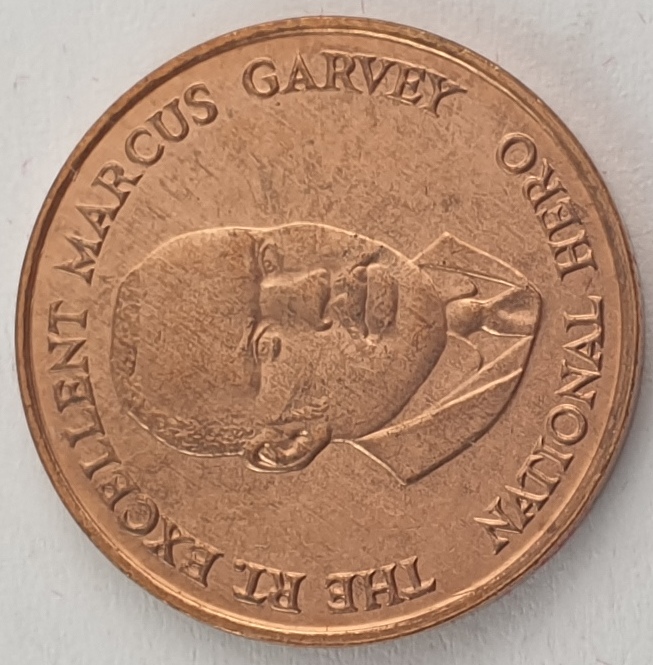 THE RT. EXCELLENT MARCUS GARVEY
NATIONAL HERO